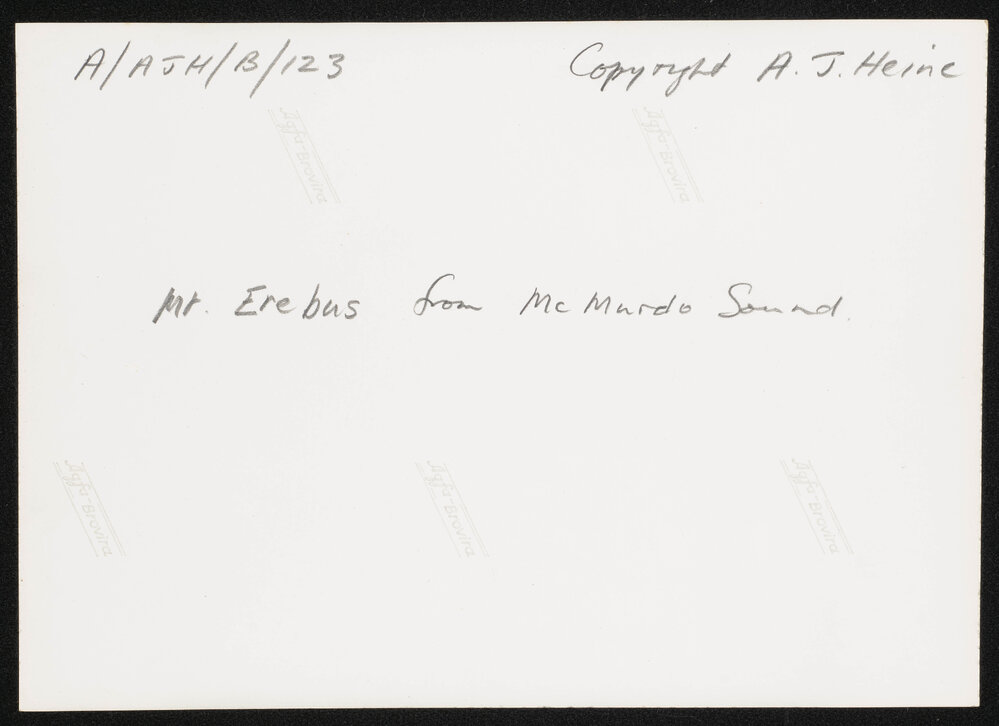 A/AJH/B/123
Copyright A. J. Heine
Agfa-Brovira
Agfa-Brovira
Mt. Erebus from McMurdo Sound.
Agfa-Brovira
Agfa-Brovira
Agfa-Brovira